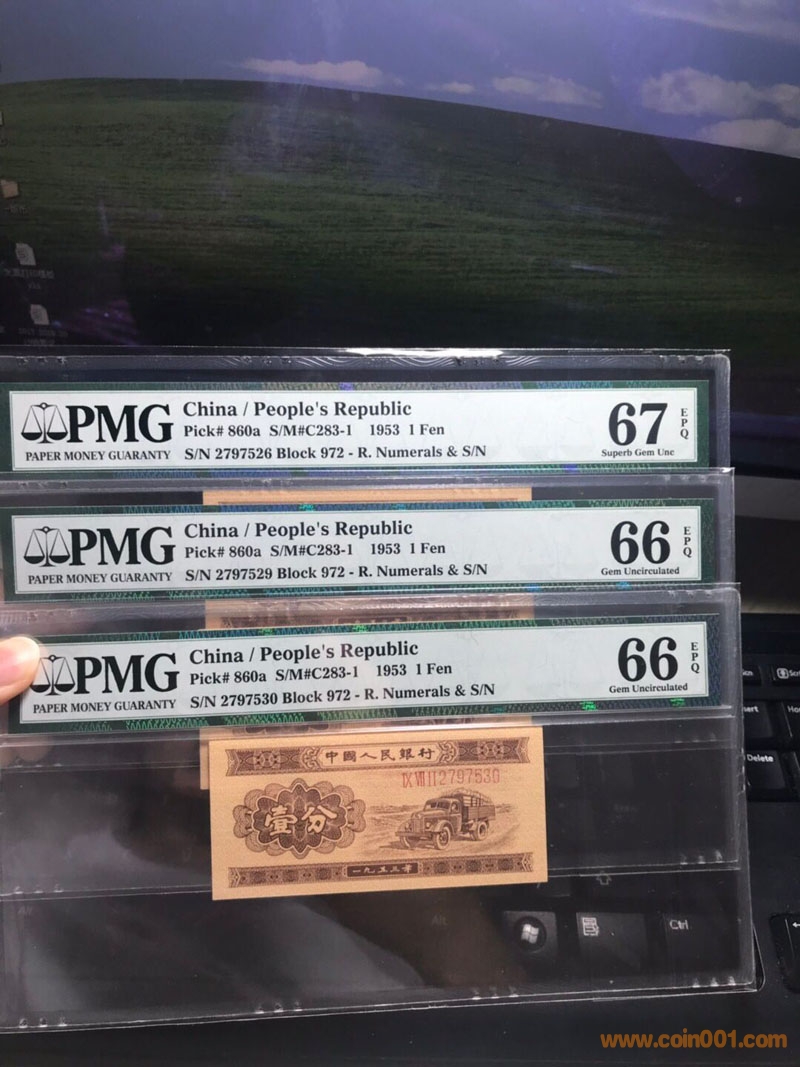 PMG
PAPER MONEY GUARANTY
China / People's Republic
Pick# 860a S/M#C283-1 1953 1 Fen
S/N 2797526 Block 972 - R. Numerals & S/N
67
EPQ
Superb Gem Unc
PMG
PAPER MONEY GUARANTY
China / People's Republic
Pick# 860a S/M#C283-1 1953 1 Fen
S/N 2797529 Block 972 - R. Numerals & S/N
66
EPQ
Gem Uncirculated
PMG
PAPER MONEY GUARANTY
China / People's Republic
Pick# 860a S/M#C283-1 1953 1 Fen
S/N 2797530 Block 972 - R. Numerals & S/N
66
EPQ
Gem Uncirculated
中國人民銀行
IX VII II 2797530
壹分
一九五三年
Delete
Alt
Ctrl
www.coin001.com